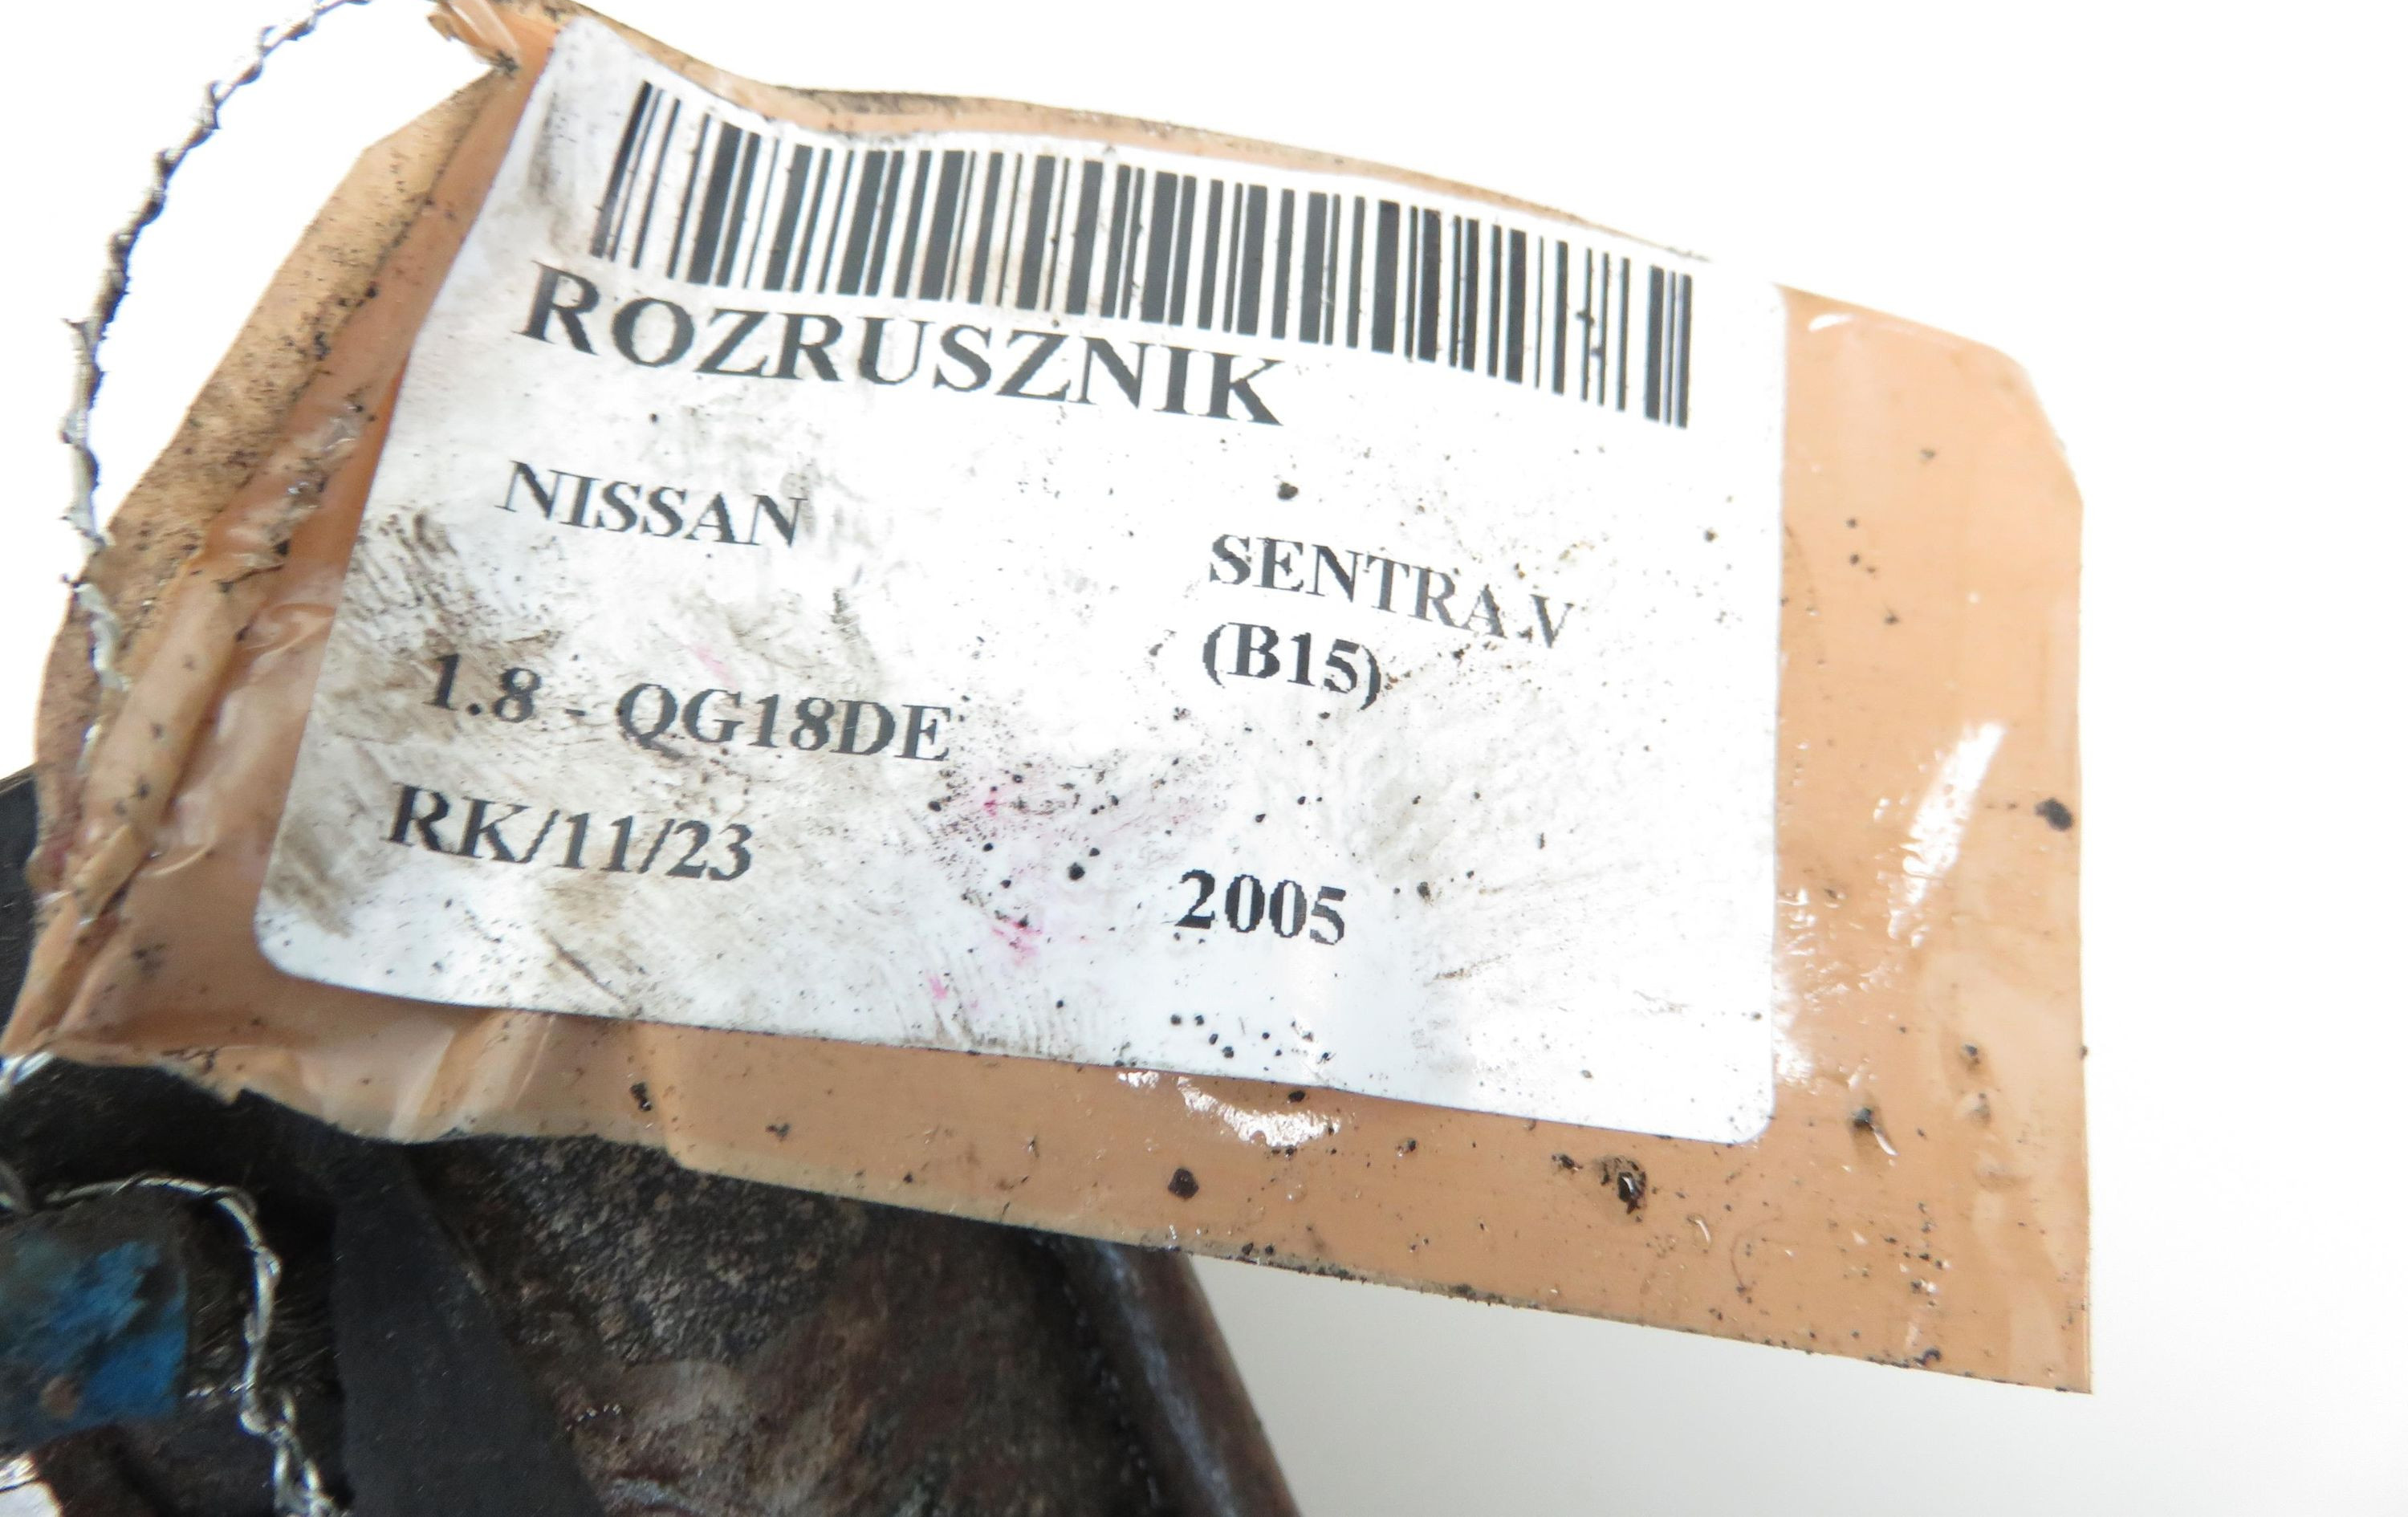 ROZRUSZNIK
NISSAN
SENTRA V
(B15)
1.8 - QG18DE
RK/11/23
2005